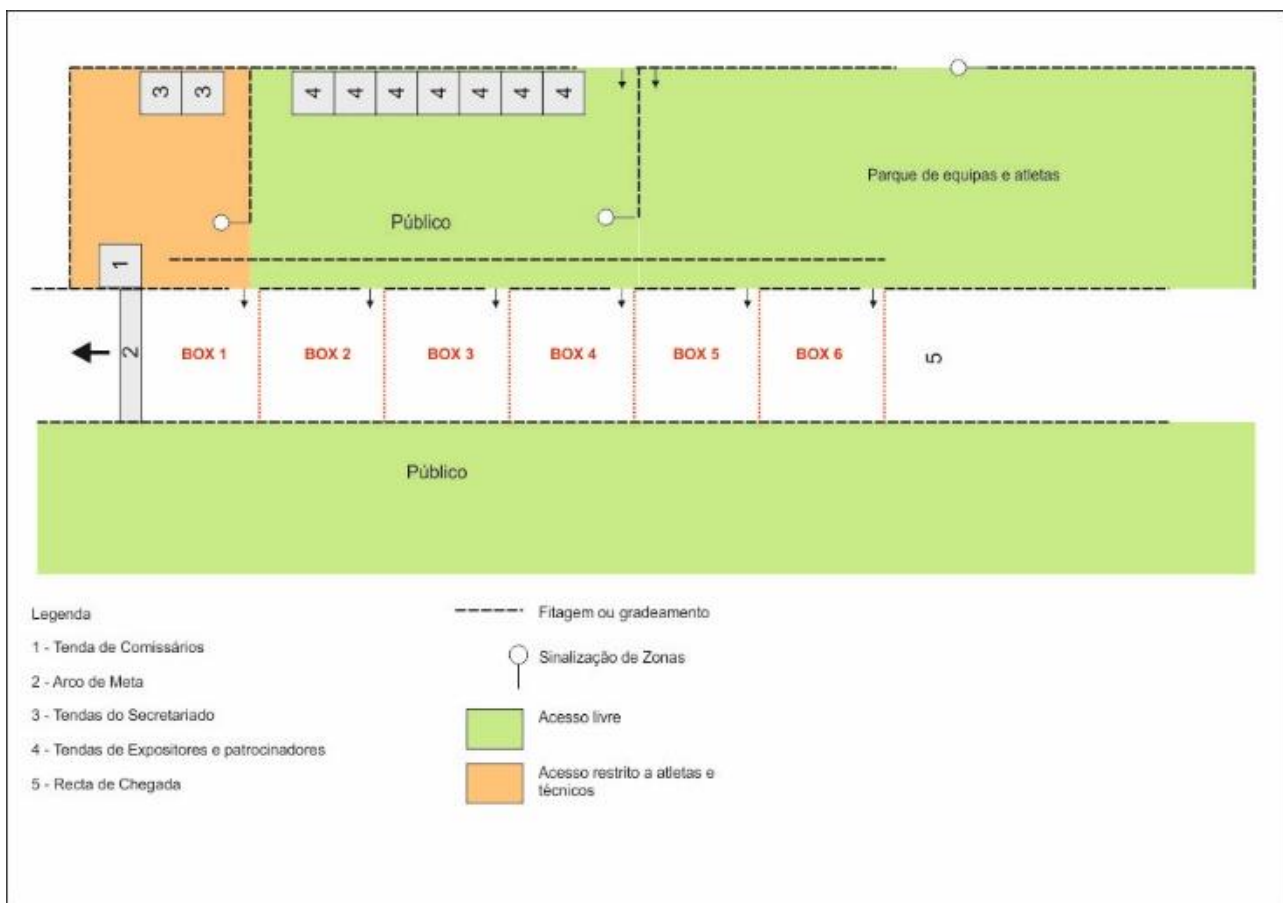 3 3 4 4 4 4 4 4 4
Parque de equipas e atletas
Público
1
2 BOX 1 BOX 2 BOX 3 BOX 4 BOX 5 BOX 6 5
Público
Legenda
1 - Tenda de Comissários
2 - Arco de Meta
3 - Tendas do Secretariado
4 - Tendas de Expositores e patrocinadores
5 - Recta de Chegada
Fitagem ou gradeamento
Sinalização de Zonas
Acesso livre
Acesso restrito a atletas e
técnicos